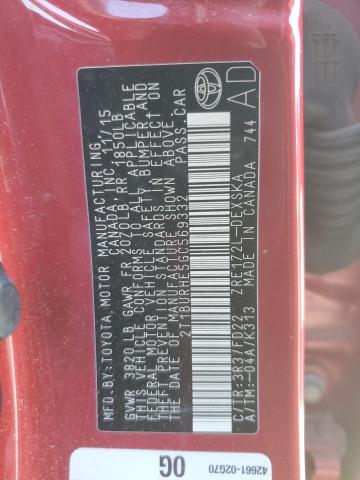 MFD.BY:TOYOTA MOTOR MANUFACTURING
CANADA, INC. 11/15
GVWR 3820LB GAWR FR 2020LB RR 1850LB
THIS VEHICLE CONFORMS TO ALL APPLICABLE
FEDERAL MOTOR VEHICLE SAFETY, BUMPER AND
THEFT PREVENTION STANDARDS IN EFFECT ON
THE DATE OF MANUFACTURE SHOWN ABOVE.
2T1BURHE5GC569332 PASS. CAR
AD
C/TR:3R3/FD22 ZRE172L-DEXSKA
A/TM:-04A/K313 MADE IN CANADA 744
42661-02G70
0G